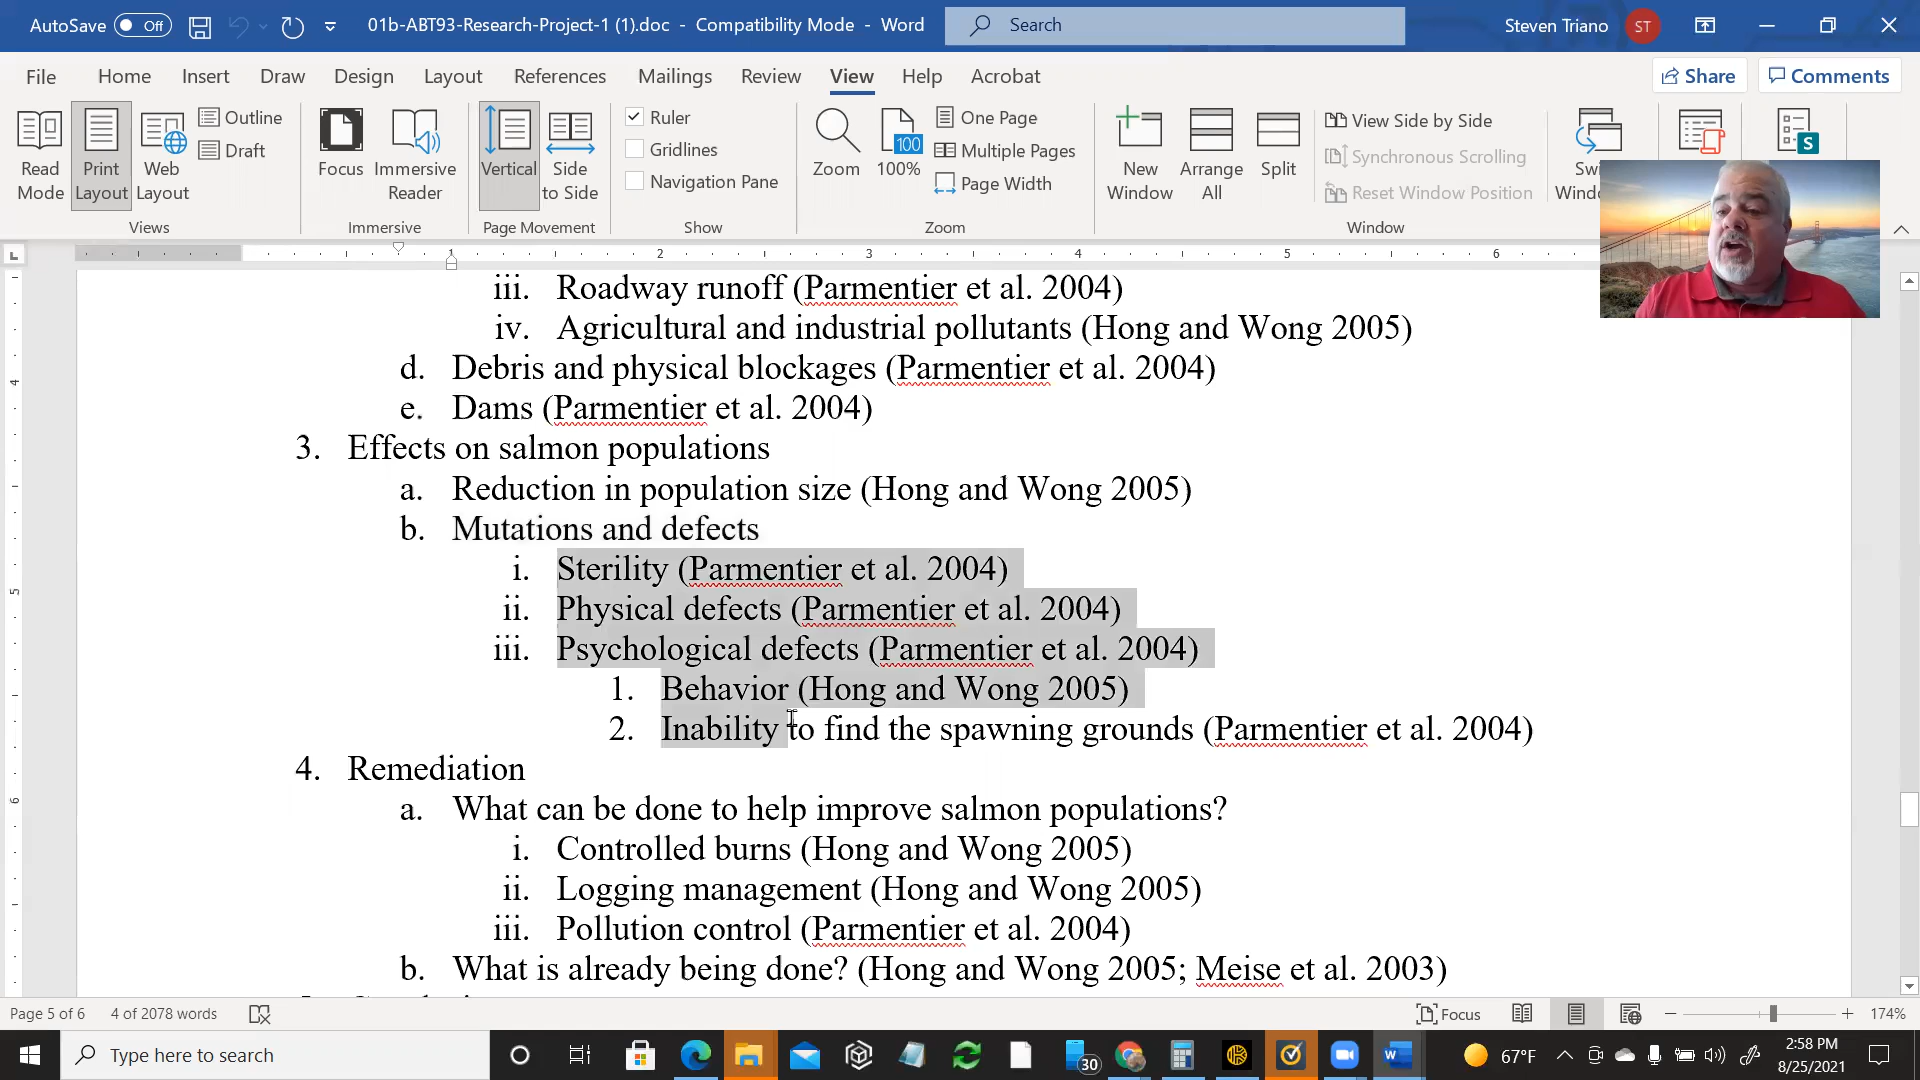 AutoSave Off 01b-ABT93-Research-Project-1 (1).doc - Compatibility Mode - Word Search Steven Triano ST
File Home Insert Draw Design Layout References Mailings Review View Help Acrobat Share Comments
Read Mode
Print Layout
Web Layout
Outline
Draft
Views
Focus
Immersive Reader
Immersive
Vertical
Side to Side
Page Movement
Ruler
Gridlines
Navigation Pane
Show
Zoom
100
100%
One Page
Multiple Pages
Page Width
Zoom
New Window
Arrange All
Split
View Side by Side
Synchronous Scrolling
Reset Window Position
Window
S
L
1 2 3 4 5 6
4
5
6
iii. Roadway runoff (Parmentier et al. 2004)
iv. Agricultural and industrial pollutants (Hong and Wong 2005)
d. Debris and physical blockages (Parmentier et al. 2004)
e. Dams (Parmentier et al. 2004)
3. Effects on salmon populations
a. Reduction in population size (Hong and Wong 2005)
b. Mutations and defects
i. Sterility (Parmentier et al. 2004)
ii. Physical defects (Parmentier et al. 2004)
iii. Psychological defects (Parmentier et al. 2004)
1. Behavior (Hong and Wong 2005)
2. Inability to find the spawning grounds (Parmentier et al. 2004)
4. Remediation
a. What can be done to help improve salmon populations?
i. Controlled burns (Hong and Wong 2005)
ii. Logging management (Hong and Wong 2005)
iii. Pollution control (Parmentier et al. 2004)
b. What is already being done? (Hong and Wong 2005; Meise et al. 2003)
Page 5 of 6 4 of 2078 words Focus 174%
Type here to search 30 67°F 2:58 PM
8/25/2021